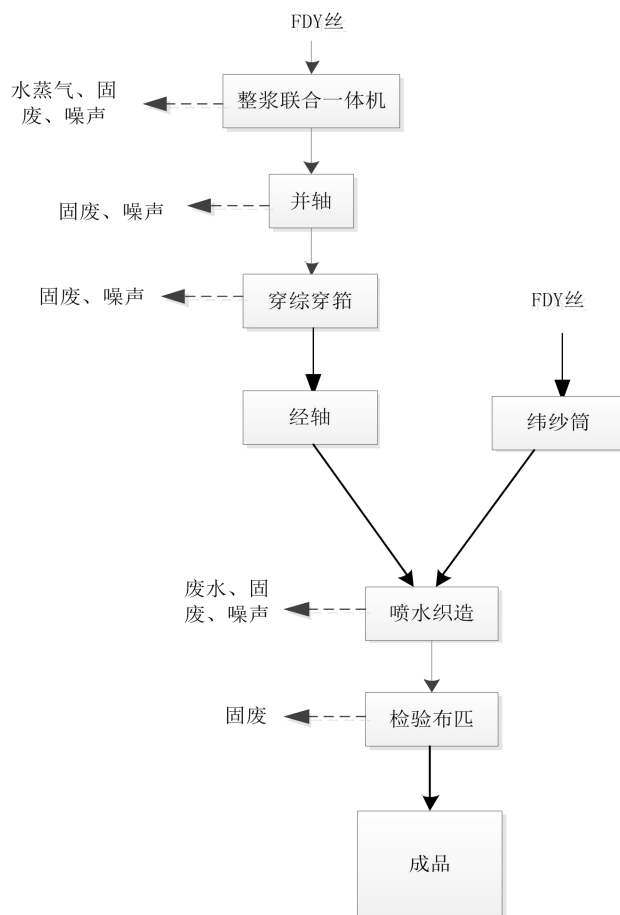 FDY丝
水蒸气、固
废、噪声
整浆联合一体机
并轴
固废、噪声
穿综穿筘
固废、噪声
FDY丝
经轴
纬纱筒
废水、固
废、噪声
喷水织造
固废
检验布匹
成品